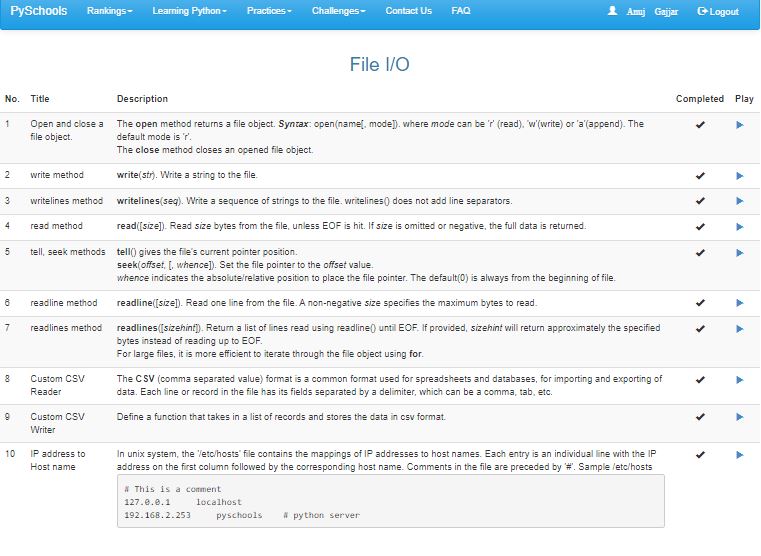 PySchools Rankings Learning Python Practices Challenges Contact Us FAQ Anuj Gajjar Logout
File I/O
No. Title Description Completed Play
1 Open and close a file object. The open method returns a file object. Syntax: open(name[, mode]). where mode can be 'r' (read), 'w'(write) or 'a'(append). The
default mode is 'r'.
The close method closes an opened file object.
2 write method write(str). Write a string to the file.
3 writelines method writelines(seq). Write a sequence of strings to the file. writelines() does not add line separators.
4 read method read([size]). Read size bytes from the file, unless EOF is hit. If size is omitted or negative, the full data is returned.
5 tell, seek methods tell() gives the file's current pointer position.
seek(offset, [, whence]). Set the file pointer to the offset value.
whence indicates the absolute/relative position to place the file pointer. The default(0) is always from the beginning of file.
6 readline method readline([size]). Read one line from the file. A non-negative size specifies the maximum bytes to read.
7 readlines method readlines([sizehint]). Return a list of lines read using readline() until EOF. If provided, sizehint will return approximately the specified
bytes instead of reading up to EOF.
For large files, it is more efficient to iterate through the file object using for.
8 Custom CSV Reader The CSV (comma separated value) format is a common format used for spreadsheets and databases, for importing and exporting of
data. Each line or record in the file has its fields separated by a delimiter, which can be a comma, tab, etc.
9 Custom CSV Writer Define a function that takes in a list of records and stores the data in csv format.
10 IP address to Host name In unix system, the '/etc/hosts' file contains the mappings of IP addresses to host names. Each entry is an individual line with the IP
address on the first column followed by the corresponding host name. Comments in the file are preceded by '#'. Sample /etc/hosts
# This is a comment
127.0.0.1 localhost
192.168.2.253 pyschools # python server